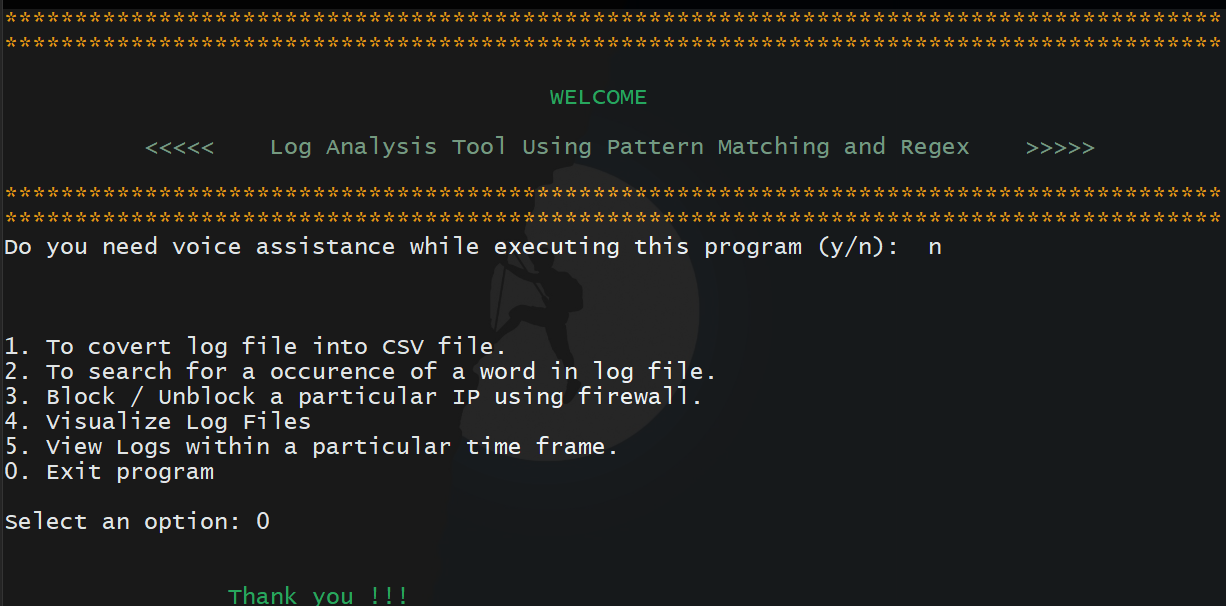 ***************************************************************************************
***************************************************************************************
WELCOME
<<<<<    Log Analysis Tool Using Pattern Matching and Regex    >>>>>
***************************************************************************************
***************************************************************************************
Do you need voice assistance while executing this program (y/n):  n
1. To covert log file into CSV file.
2. To search for a occurence of a word in log file.
3. Block / Unblock a particular IP using firewall.
4. Visualize Log Files
5. View Logs within a particular time frame.
0. Exit program
Select an option: 0
Thank you !!!